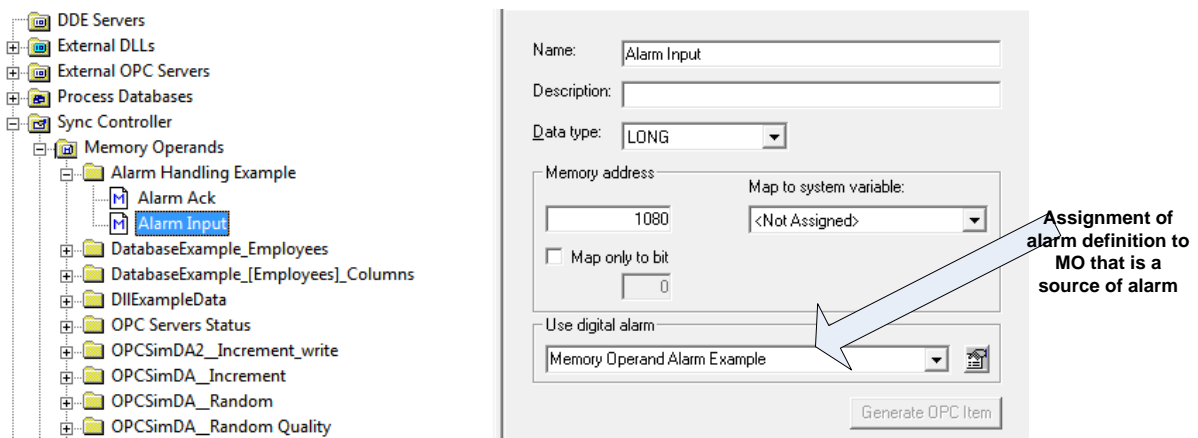 DDE Servers
External DLLs
External OPC Servers
Process Databases
Sync Controller
Memory Operands
Alarm Handling Example
Alarm Ack
Alarm Input
DatabaseExample_Employees
DatabaseExample_[Employees]_Columns
DllExampleData
OPC Servers Status
OPCSimDA2__Increment_write
OPCSimDA__Increment
OPCSimDA__Random
OPCSimDA__Random Quality
Name:
Alarm Input
Description:
Data type:
LONG
Memory address
Map to system variable:
1080
<Not Assigned>
Map only to bit
0
Use digital alarm
Memory Operand Alarm Example
Generate OPC Item
Assignment of
alarm definition to
MO that is a
source of alarm